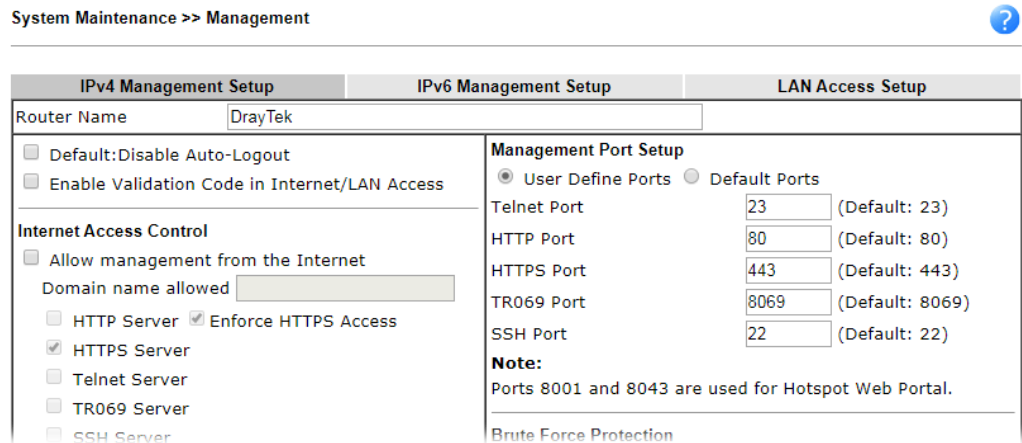 System Maintenance >> Management
?
IPv4 Management Setup IPv6 Management Setup LAN Access Setup
Router Name DrayTek
Default:Disable Auto-Logout
Enable Validation Code in Internet/LAN Access
Internet Access Control
Allow management from the Internet
Domain name allowed
HTTP Server Enforce HTTPS Access
HTTPS Server
Telnet Server
TR069 Server
SSH Server
Management Port Setup
User Define Ports Default Ports
Telnet Port 23 (Default: 23)
HTTP Port 80 (Default: 80)
HTTPS Port 443 (Default: 443)
TR069 Port 8069 (Default: 8069)
SSH Port 22 (Default: 22)
Note:
Ports 8001 and 8043 are used for Hotspot Web Portal.
Brute Force Protection